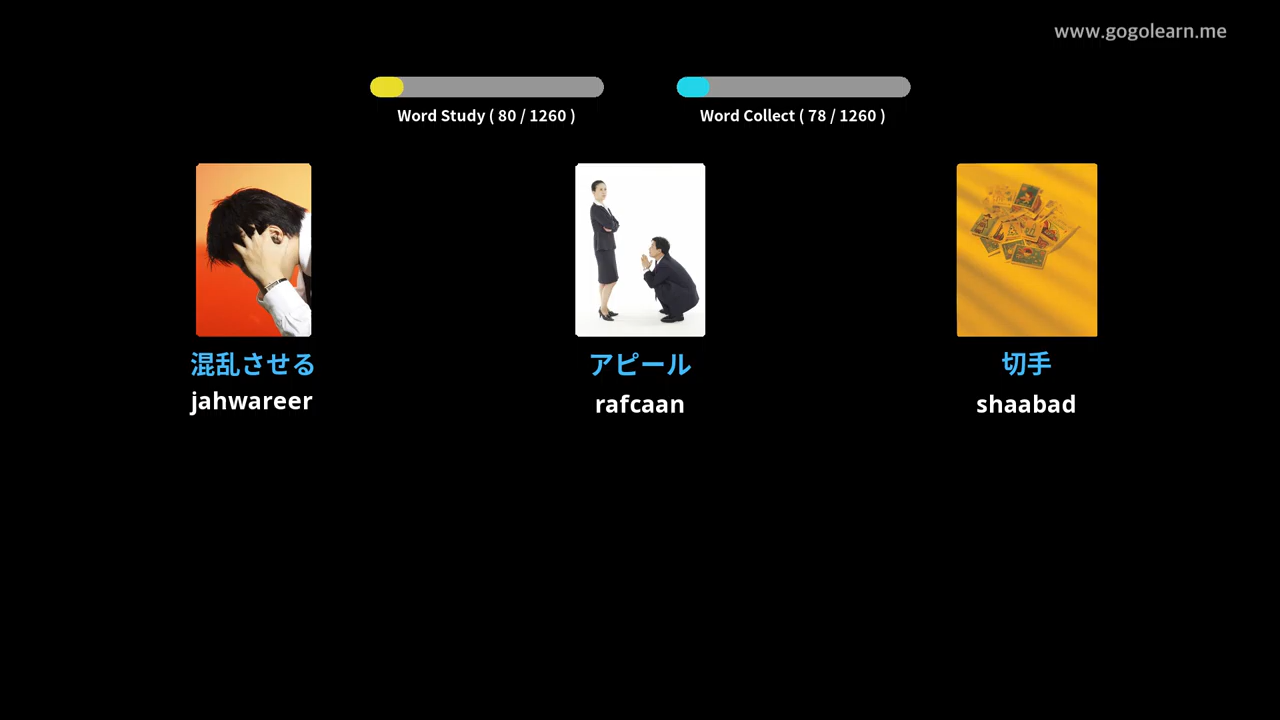 www.gogolearn.me
Word Study ( 80 / 1260 )
Word Collect ( 78 / 1260 )
混乱させる
jahwareer
アピール
rafcaan
切手
shaabad